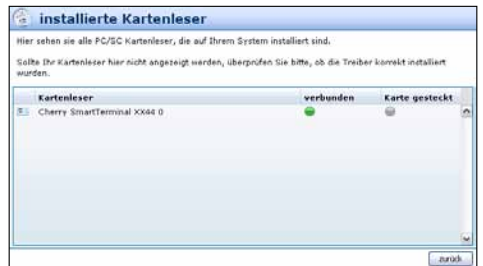 installierte Kartenleser
Hier sehen sie alle PC/SC Kartenleser, die auf Ihrem System installiert sind.
Sollte Ihr Kartenleser hier nicht angezeigt werden, überprüfen Sie bitte, ob die Treiber korrekt installiert
wurden.
Kartenleser verbunden Karte gesteckt
Cherry SmartTerminal XX44 0
zurück